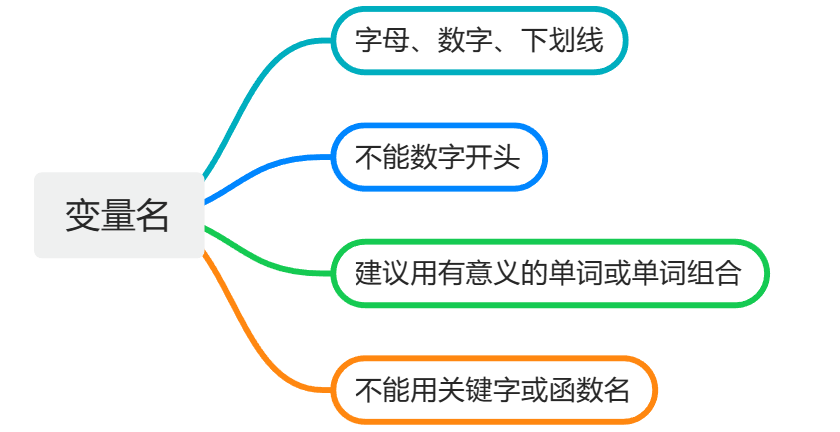 字母、数字、下划线
不能数字开头
变量名
建议用有意义的单词或单词组合
不能用关键字或函数名